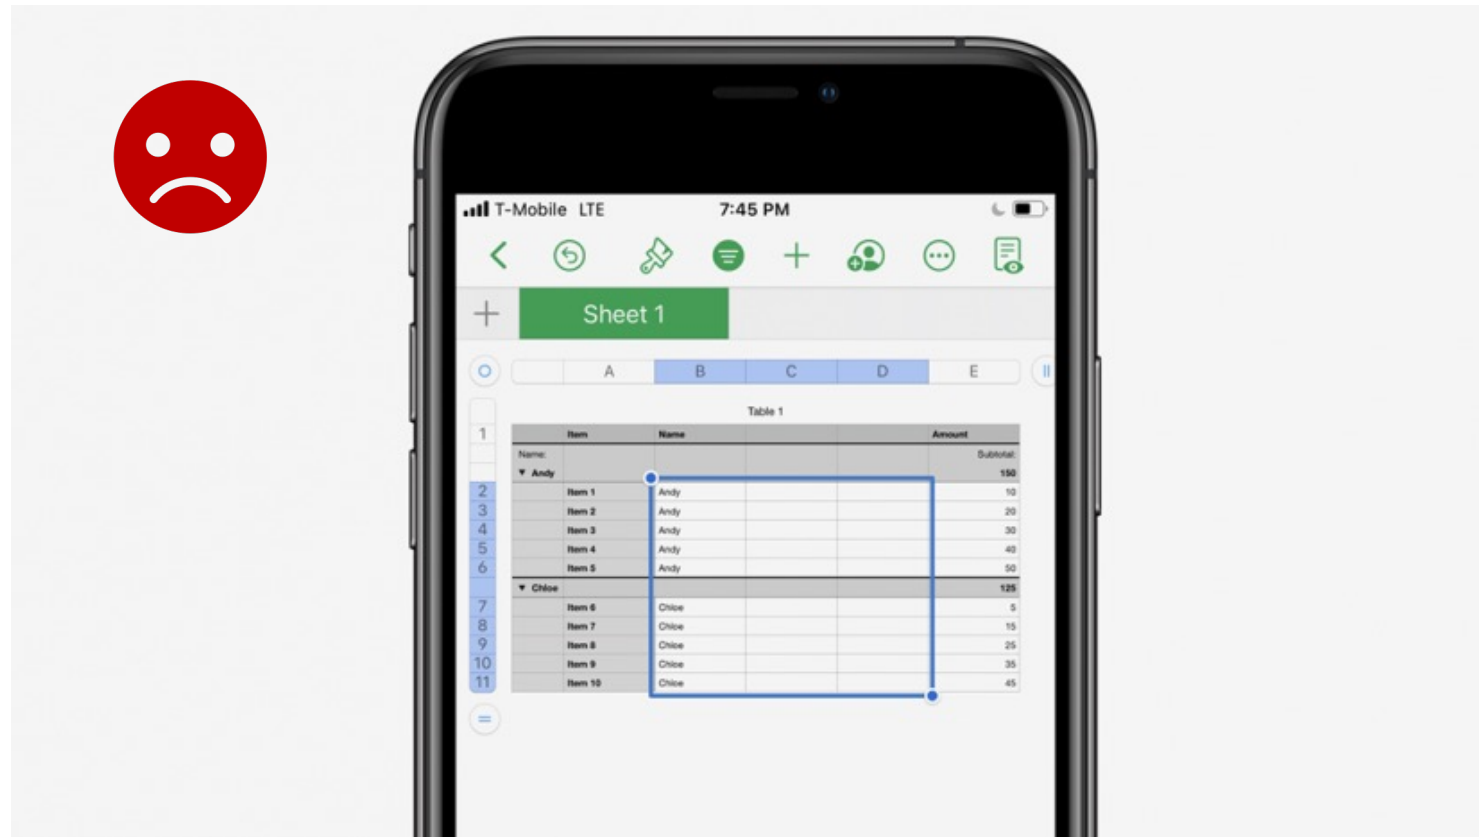 T-Mobile LTE 7:45 PM
Sheet 1
A B C D E
Table 1
1 Item Name Amount
Name: Subtotal:
Andy 150
2 Item 1 Andy 10
3 Item 2 Andy 20
4 Item 3 Andy 30
5 Item 4 Andy 40
6 Item 5 Andy 50
Chloe 125
7 Item 6 Chloe 5
8 Item 7 Chloe 15
9 Item 8 Chloe 25
10 Item 9 Chloe 35
11 Item 10 Chloe 45